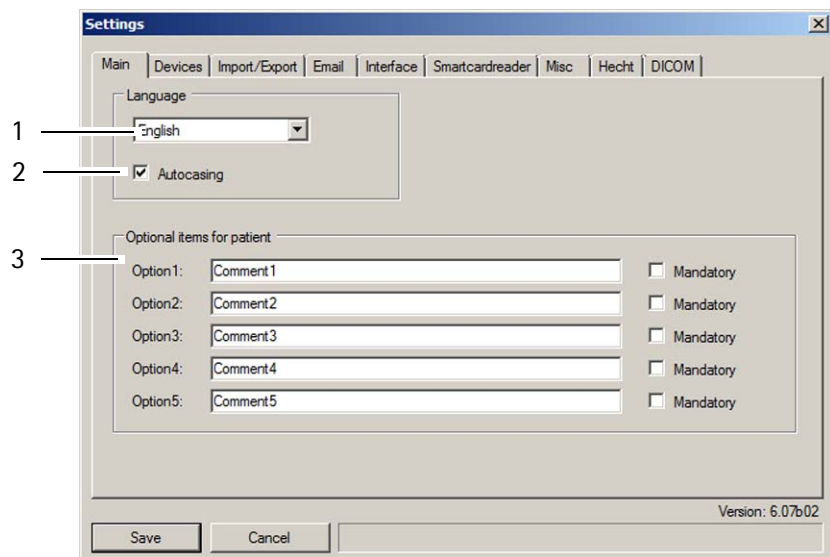 Settings
Main Devices Import/Export Email Interface Smartcardreader Misc Hecht DICOM
Language
1 English
2 Autocasing
Optional items for patient
3
Option1: Comment1 Mandatory
Option2: Comment2 Mandatory
Option3: Comment3 Mandatory
Option4: Comment4 Mandatory
Option5: Comment5 Mandatory
Version: 6.07b02
Save Cancel